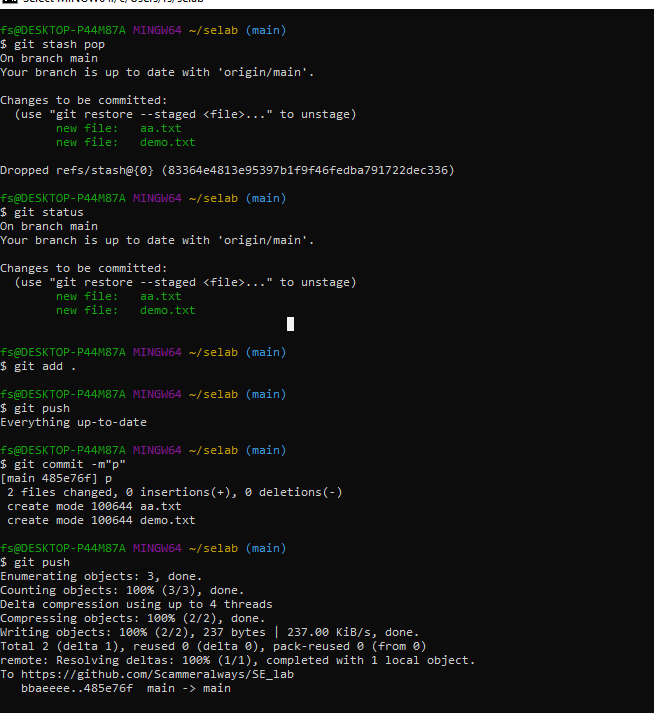 fs@DESKTOP-P44M87A MINGW64 ~/selab (main)
$ git stash pop
On branch main
Your branch is up to date with 'origin/main'.
Changes to be committed:
  (use "git restore --staged <file>..." to unstage)
        new file:   aa.txt
        new file:   demo.txt
Dropped refs/stash@{0} (83364e4813e95397b1f9f46fedba791722dec336)
fs@DESKTOP-P44M87A MINGW64 ~/selab (main)
$ git status
On branch main
Your branch is up to date with 'origin/main'.
Changes to be committed:
  (use "git restore --staged <file>..." to unstage)
        new file:   aa.txt
        new file:   demo.txt
fs@DESKTOP-P44M87A MINGW64 ~/selab (main)
$ git add .
fs@DESKTOP-P44M87A MINGW64 ~/selab (main)
$ git push
Everything up-to-date
fs@DESKTOP-P44M87A MINGW64 ~/selab (main)
$ git commit -m"p"
[main 485e76f] p
 2 files changed, 0 insertions(+), 0 deletions(-)
 create mode 100644 aa.txt
 create mode 100644 demo.txt
fs@DESKTOP-P44M87A MINGW64 ~/selab (main)
$ git push
Enumerating objects: 3, done.
Counting objects: 100% (3/3), done.
Delta compression using up to 4 threads
Compressing objects: 100% (2/2), done.
Writing objects: 100% (2/2), 237 bytes | 237.00 KiB/s, done.
Total 2 (delta 1), reused 0 (delta 0), pack-reused 0 (from 0)
remote: Resolving deltas: 100% (1/1), completed with 1 local object.
To https://github.com/Scammeralways/SE_lab
   bbaeeee..485e76f  main -> main